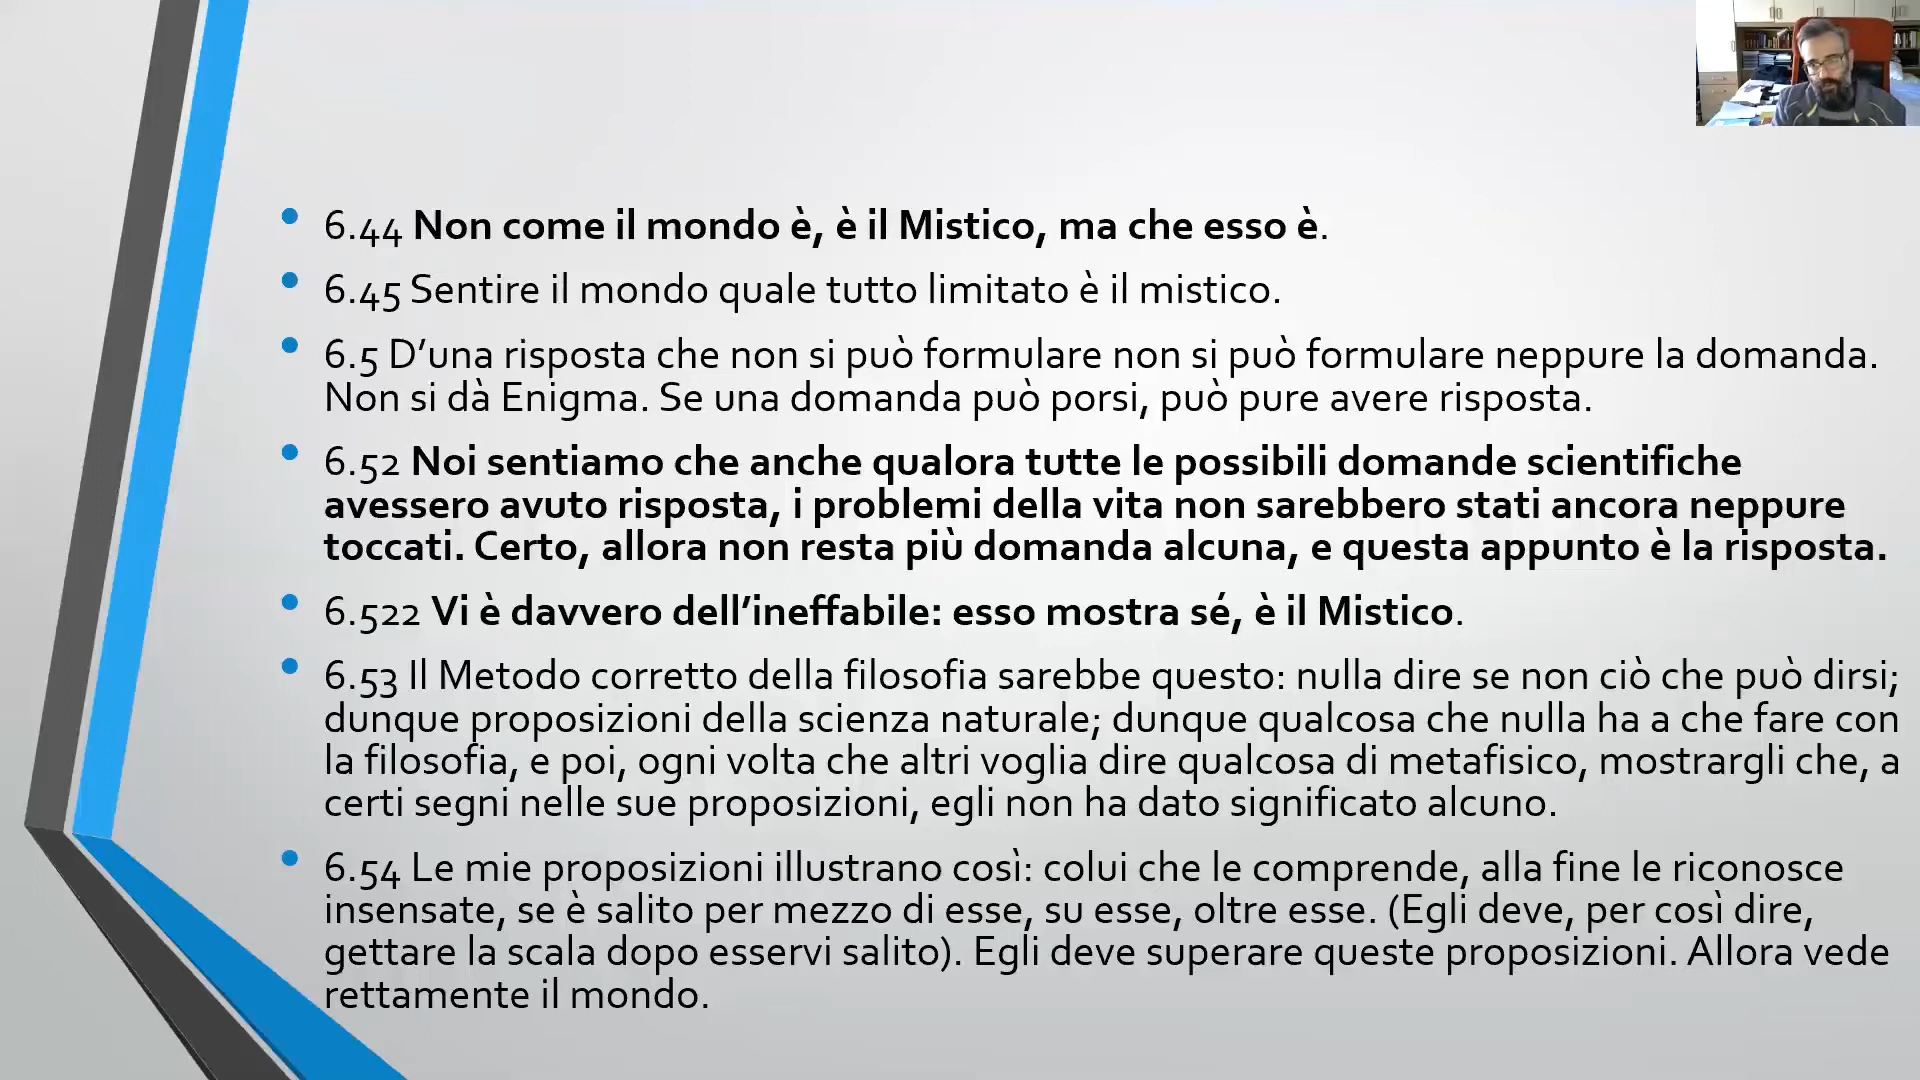 6.44 Non come il mondo è, è il Mistico, ma che esso è.
6.45 Sentire il mondo quale tutto limitato è il mistico.
6.5 D’una risposta che non si può formulare non si può formulare neppure la domanda.
Non si dà Enigma. Se una domanda può porsi, può pure avere risposta.
6.52 Noi sentiamo che anche qualora tutte le possibili domande scientifiche
avessero avuto risposta, i problemi della vita non sarebbero stati ancora neppure
toccati. Certo, allora non resta più domanda alcuna, e questa appunto è la risposta.
6.522 Vi è davvero dell’ineffabile: esso mostra sé, è il Mistico.
6.53 Il Metodo corretto della filosofia sarebbe questo: nulla dire se non ciò che può dirsi;
dunque proposizioni della scienza naturale; dunque qualcosa che nulla ha a che fare con
la filosofia, e poi, ogni volta che altri voglia dire qualcosa di metafisico, mostrargli che, a
certi segni nelle sue proposizioni, egli non ha dato significato alcuno.
6.54 Le mie proposizioni illustrano così: colui che le comprende, alla fine le riconosce
insensate, se è salito per mezzo di esse, su esse, oltre esse. (Egli deve, per così dire,
gettare la scala dopo esservi salito). Egli deve superare queste proposizioni. Allora vede
rettamente il mondo.